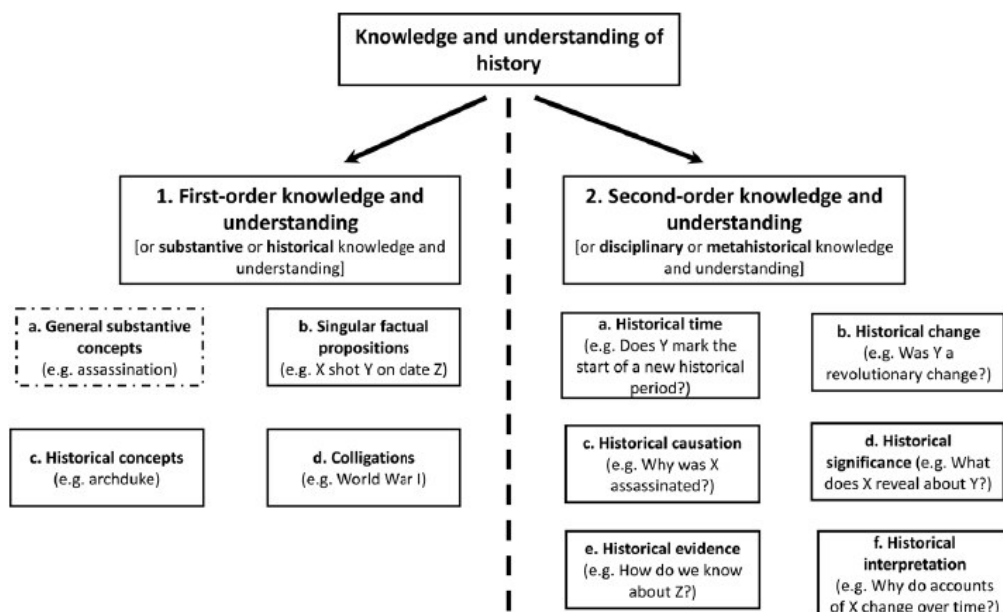 Knowledge and understanding of
history
1. First-order knowledge and
understanding
[or substantive or historical knowledge and
understanding]
2. Second-order knowledge and
understanding
[or disciplinary or metahistorical knowledge
and understanding]
a. General substantive
concepts
(e.g. assassination)
b. Singular factual
propositions
(e.g. X shot Y on date Z)
c. Historical concepts
(e.g. archduke)
d. Colligations
(e.g. World War I)
a. Historical time
(e.g. Does Y mark the
start of a new historical
period?)
b. Historical change
(e.g. Was Y a
revolutionary change?)
c. Historical causation
(e.g. Why was X
assassinated?)
d. Historical
significance (e.g. What
does X reveal about Y?)
e. Historical evidence
(e.g. How do we know
about Z?)
f. Historical
interpretation
(e.g. Why do accounts
of X change over time?)